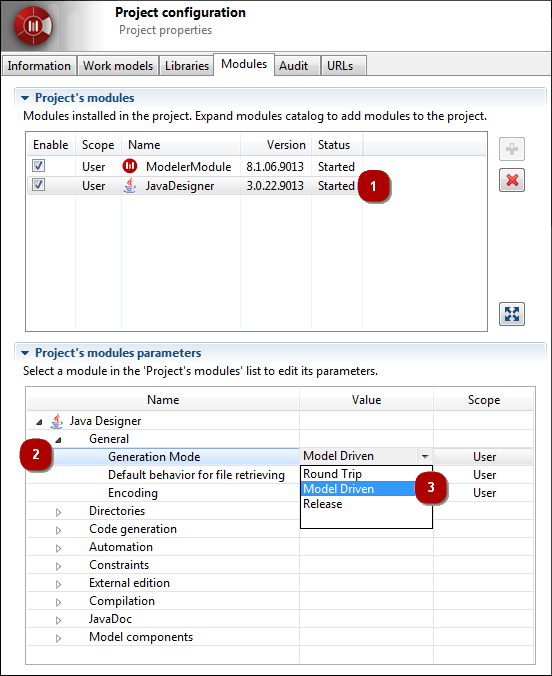 Project configuration
Project properties
Information Work models Libraries Modules Audit URLs
Project's modules
Modules installed in the project. Expand modules catalog to add modules to the project.
Enable Scope Name Version Status
User ModelerModule 8.1.06.9013 Started
User JavaDesigner 3.0.22.9013 Started 1
Project's modules parameters
Select a module in the 'Project's modules' list to edit its parameters.
Name Value Scope
Java Designer
General
2 Generation Mode Model Driven User
Default behavior for file retrieving Round Trip User
Encoding Model Driven 3 User
Directories Release
Code generation
Automation
Constraints
External edition
Compilation
JavaDoc
Model components